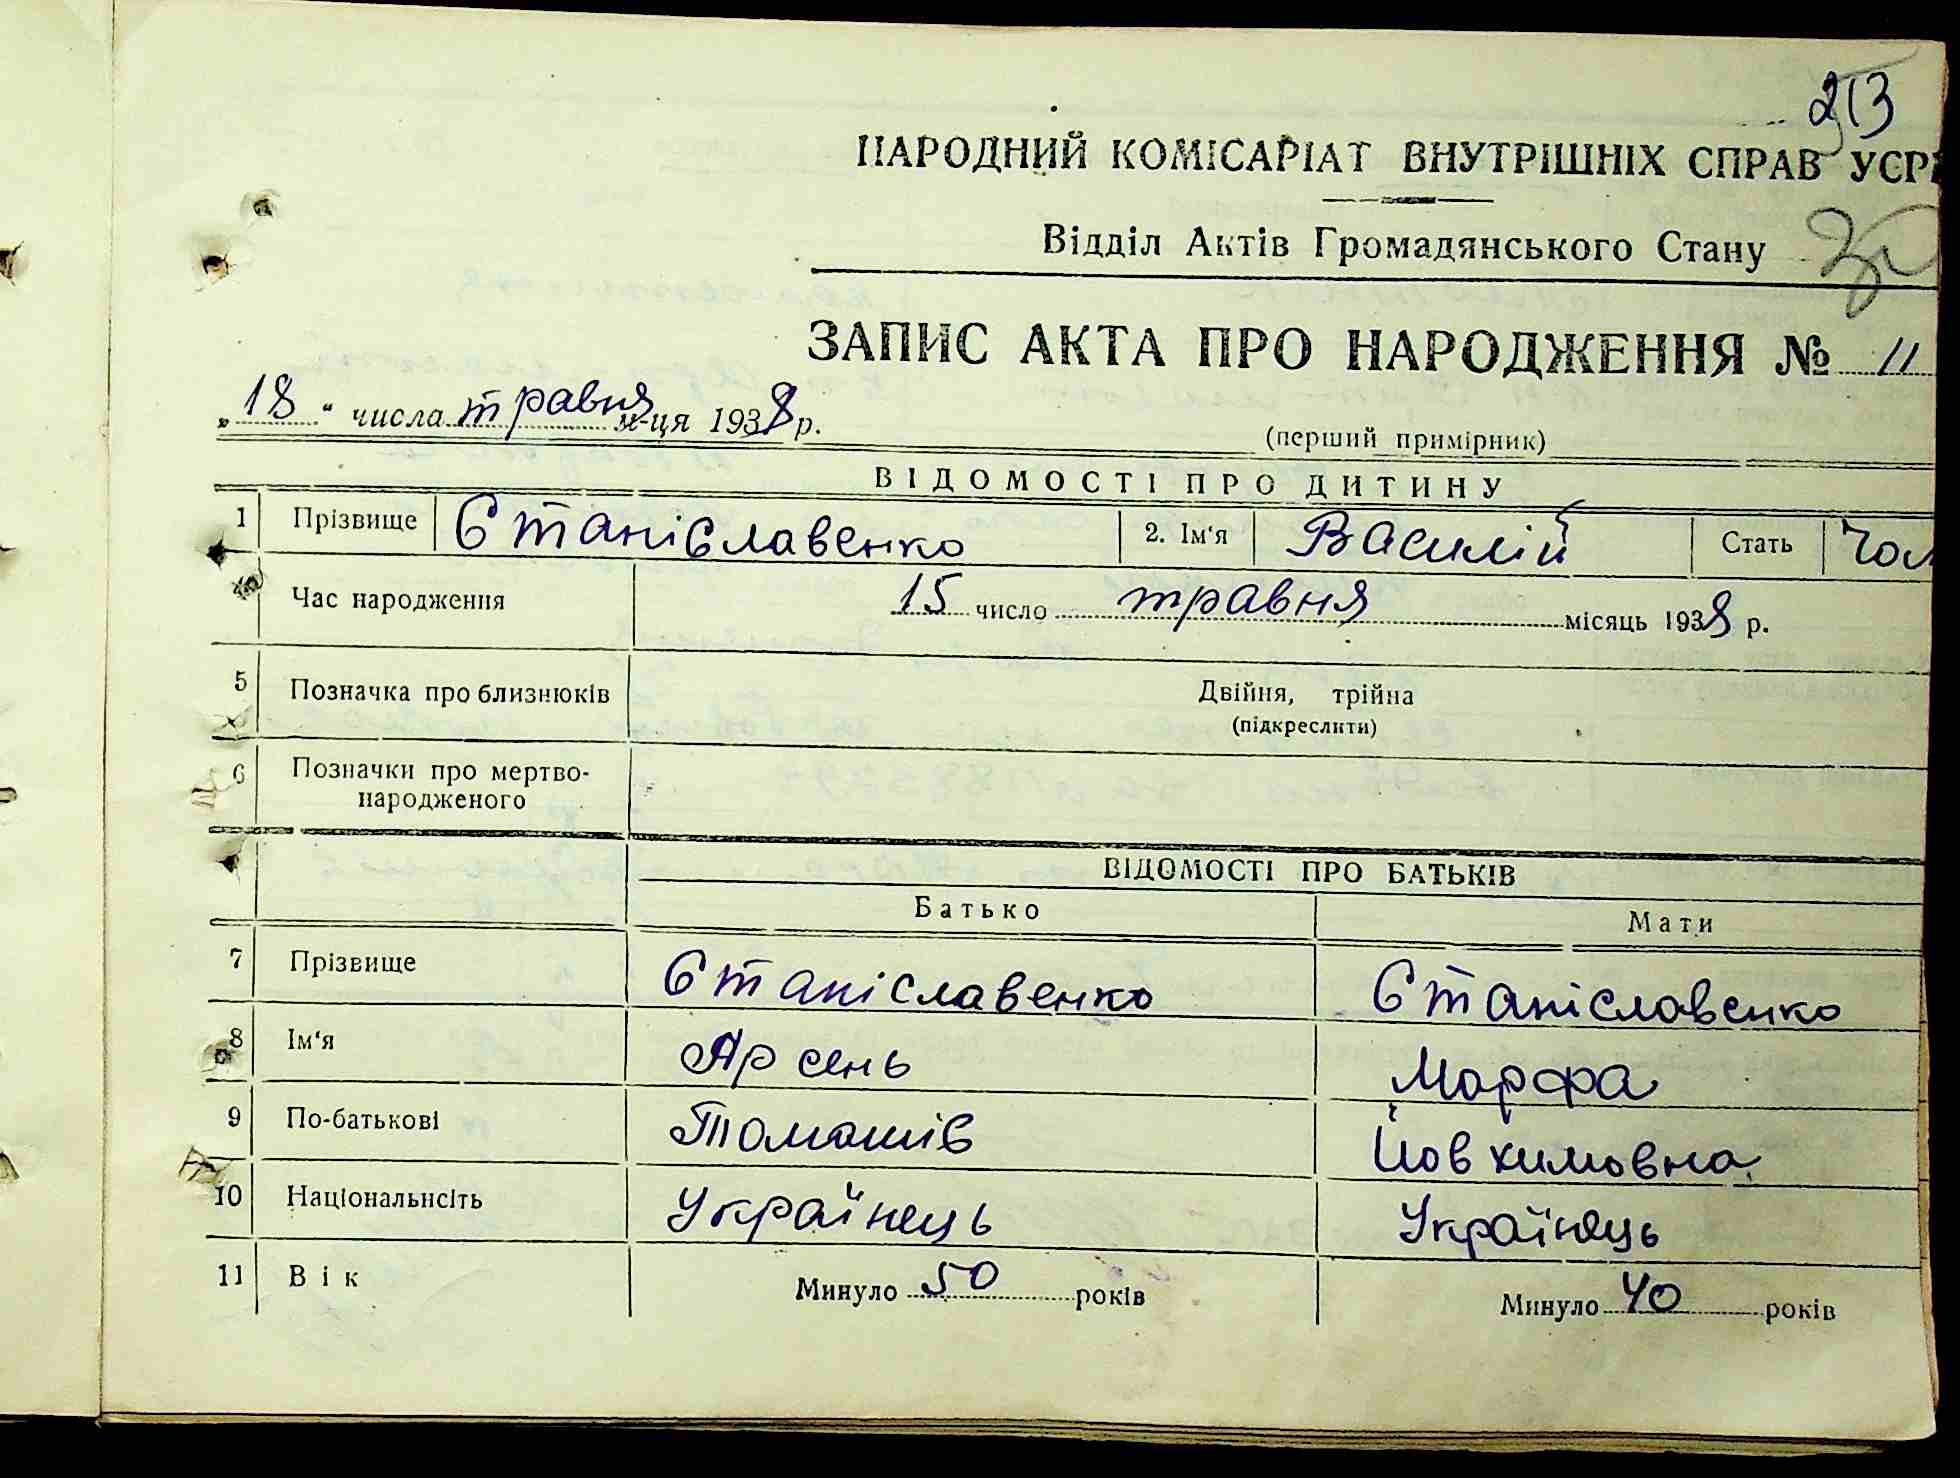 213
НАРОДНИЙ КОМІСАРІАТ ВНУТРІШНІХ СПРАВ УСРР
Відділ Актів Громадянського Стану
ЗАПИС АКТА ПРО НАРОДЖЕННЯ № 11
„18“ числа травня м-ця 1938 р.
(перший примірник)
ВІДОМОСТІ ПРО ДИТИНУ
1 Прізвище Станіславенко 2. Ім'я Василій Стать Чол
Час народження 15 число травня місяць 1938 р.
5 Позначка про близнюків Двійня, трійна
(підкреслити)
6 Позначки про мертво-
народженого
ВІДОМОСТІ ПРО БАТЬКІВ
Батько Мати
7 Прізвище Станіславенко Станіславенко
8 Ім'я Арсень Марфа
9 По-батькові Томашів Йовхимовна
10 Національнсіть Українець Українець
11 Вік Минуло 50 років Минуло 40 років